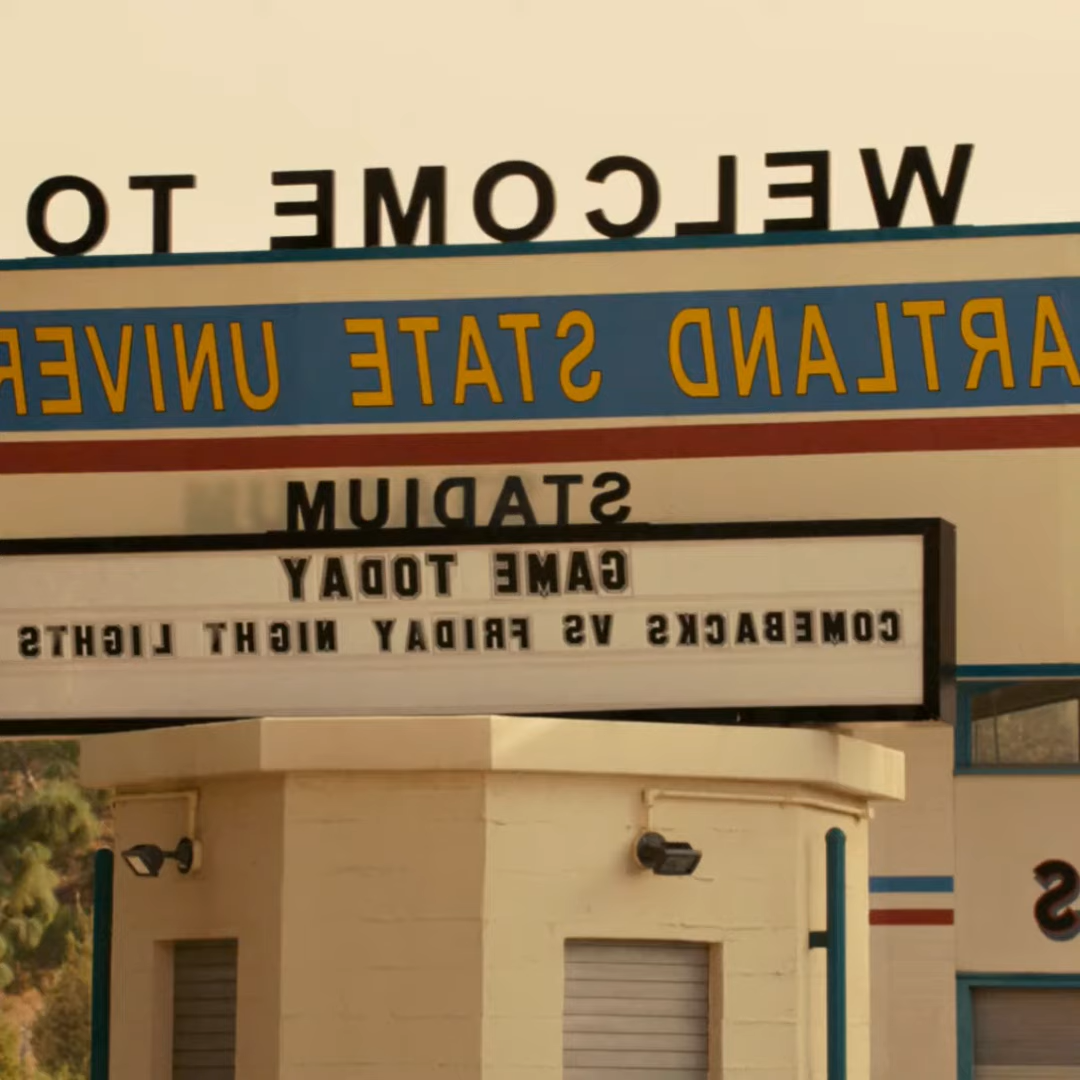 WELCOME TO
ARTLAND STATE UNIVER
STADIUM
GAME TODAY
COMEBACKS VS FRIDAY NIGHT LIGHTS
S